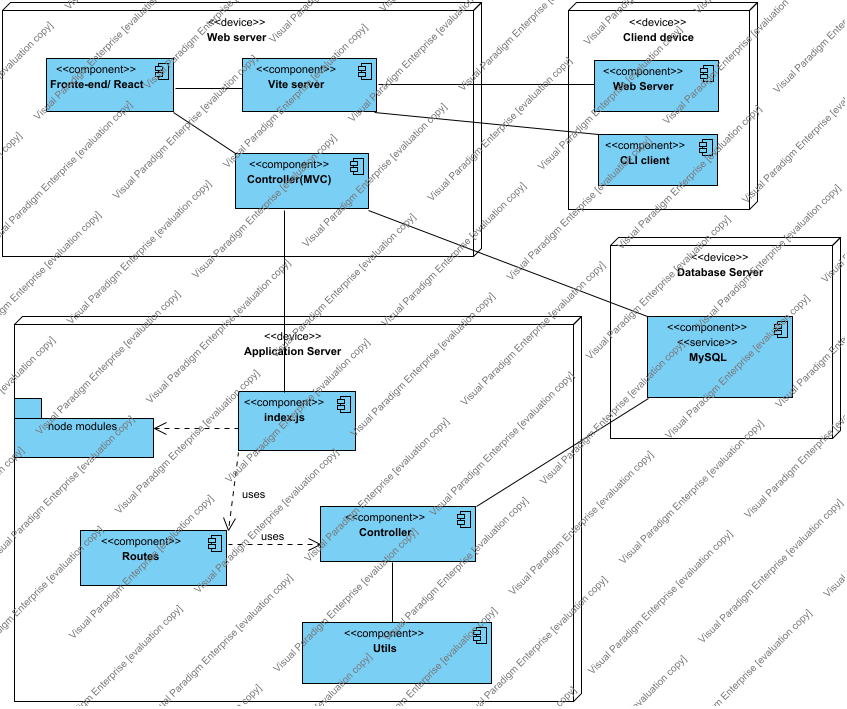 <<device>>
Web server
<<component>>
Fronte-end/ React
<<component>>
Vite server
<<component>>
Controller(MVC)
<<device>>
Cliend device
<<component>>
Web Server
<<component>>
CLI client
<<device>>
Database Server
<<component>>
<<service>>
MySQL
<<device>>
Application Server
<<component>>
index.js
node modules
uses
<<component>>
Routes
uses
<<component>>
Controller
<<component>>
Utils
Visual Paradigm Enterprise [evaluation copy]